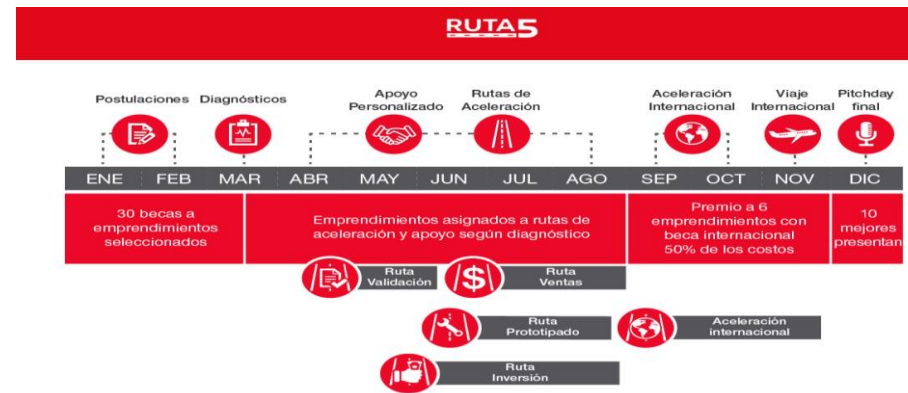 RUTA5
Postulaciones
Diagnósticos
Apoyo
Personalizado
Rutas de
Aceleración
Aceleración
Internacional
Viaje
Internacional
Pitchday
final
ENE FEB MAR ABR MAY JUN JUL AGO SEP OCT NOV DIC
30 becas a
emprendimientos
seleccionados
Emprendimientos asignados a rutas de
aceleración y apoyo según diagnóstico
Premio a 6
emprendimientos con
beca internacional
50% de los costos
10
mejores
presentan
Ruta
Validación
$
Ruta
Ventas
Ruta
Prototipado
Aceleración
internacional
Ruta
Inversión